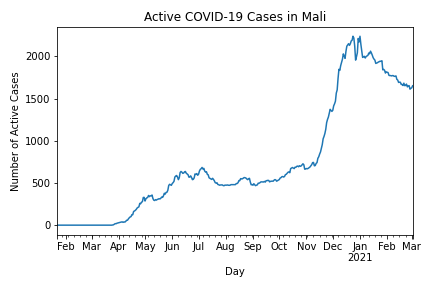 Active COVID-19 Cases in Mali
Number of Active Cases
2000
1500
1000
500
0
Feb Mar Apr May Jun Jul Aug Sep Oct Nov Dec Jan Feb Mar
2021
Day